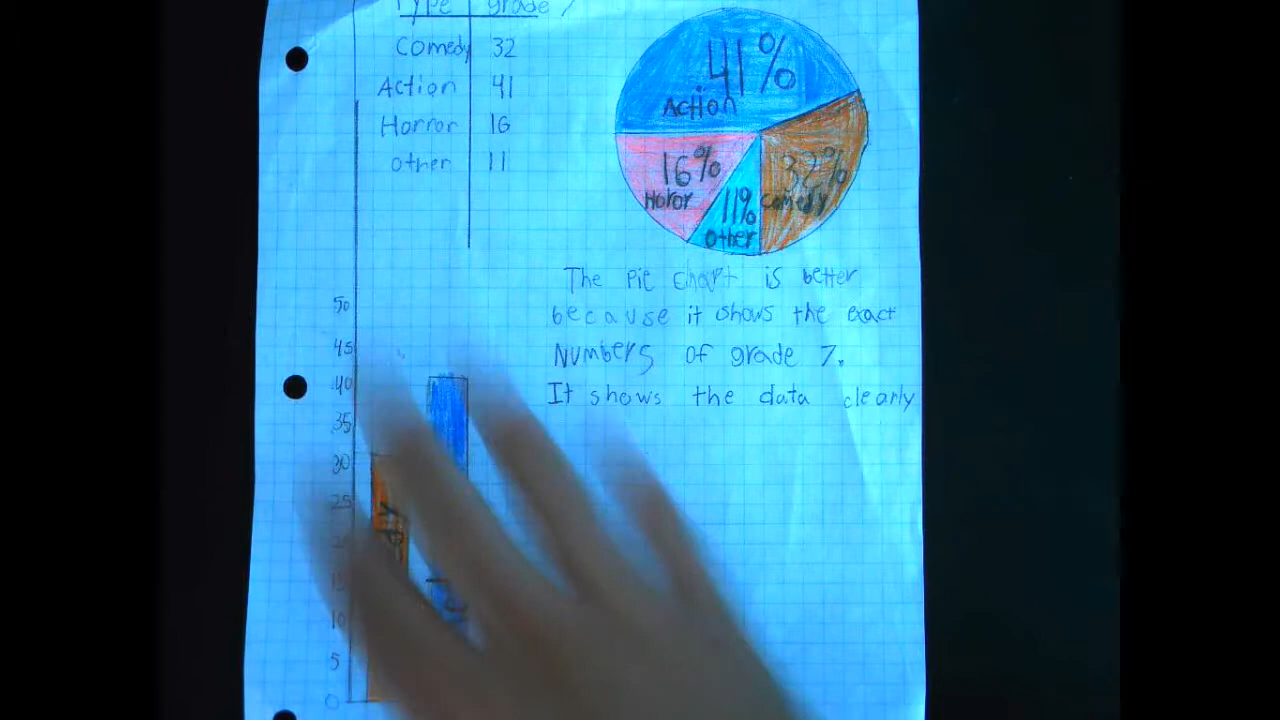 Type grade 7
Comedy 32
Action 41
Horror 16
other 11
41%
Action
16%
Horor
11%
Other
32%
Comedy
The Pie chart is better
because it shows the exact
Numbers of grade 7.
It shows the data clearly
50
45
40
35
30
25
10
5
0